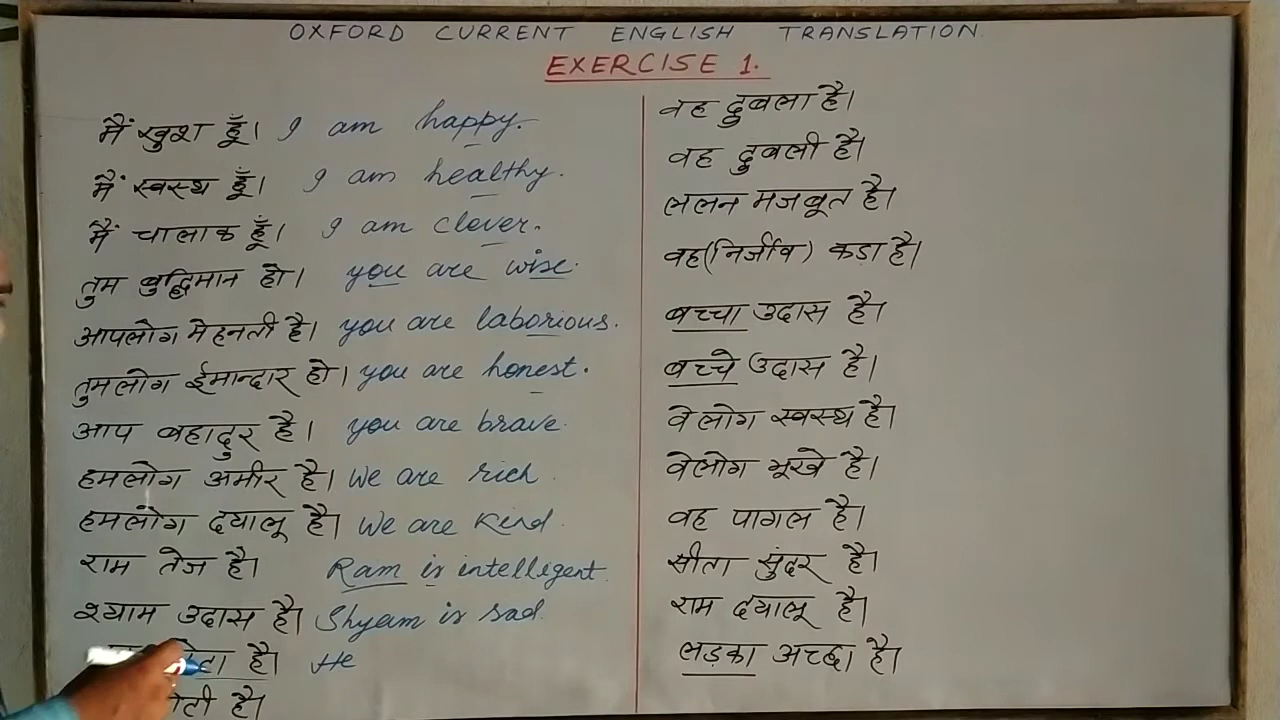 OXFORD CURRENT ENGLISH TRANSLATION
EXERCISE 1.
मैं खुश हूँ। I am happy.
मैं स्वस्थ हूँ। I am healthy.
मैं चालाक हूँ। I am clever.
तुम बुद्धिमान हो। you are wise.
आपलोग मेहनती है। you are laborious.
तुमलोग ईमान्दार हो। you are honest.
आप बहादुर है। you are brave.
हमलोग अमीर है। We are rich.
हमलोग दयालू है। We are kind.
राम तेज है। Ram is intelligent.
श्याम उदास है। Shyam is sad.
है। He
है।
वह दुबला है।
वह दुबली है।
ललन मजबूत है।
वह(निर्जीव) कड़ा है।
बच्चा उदास है।
बच्चे उदास है।
वेलोग स्वस्थ है।
वेलोग भूखे है।
वह पागल है।
सीता सुंदर है।
राम दयालू है।
लड़का अच्छा है।